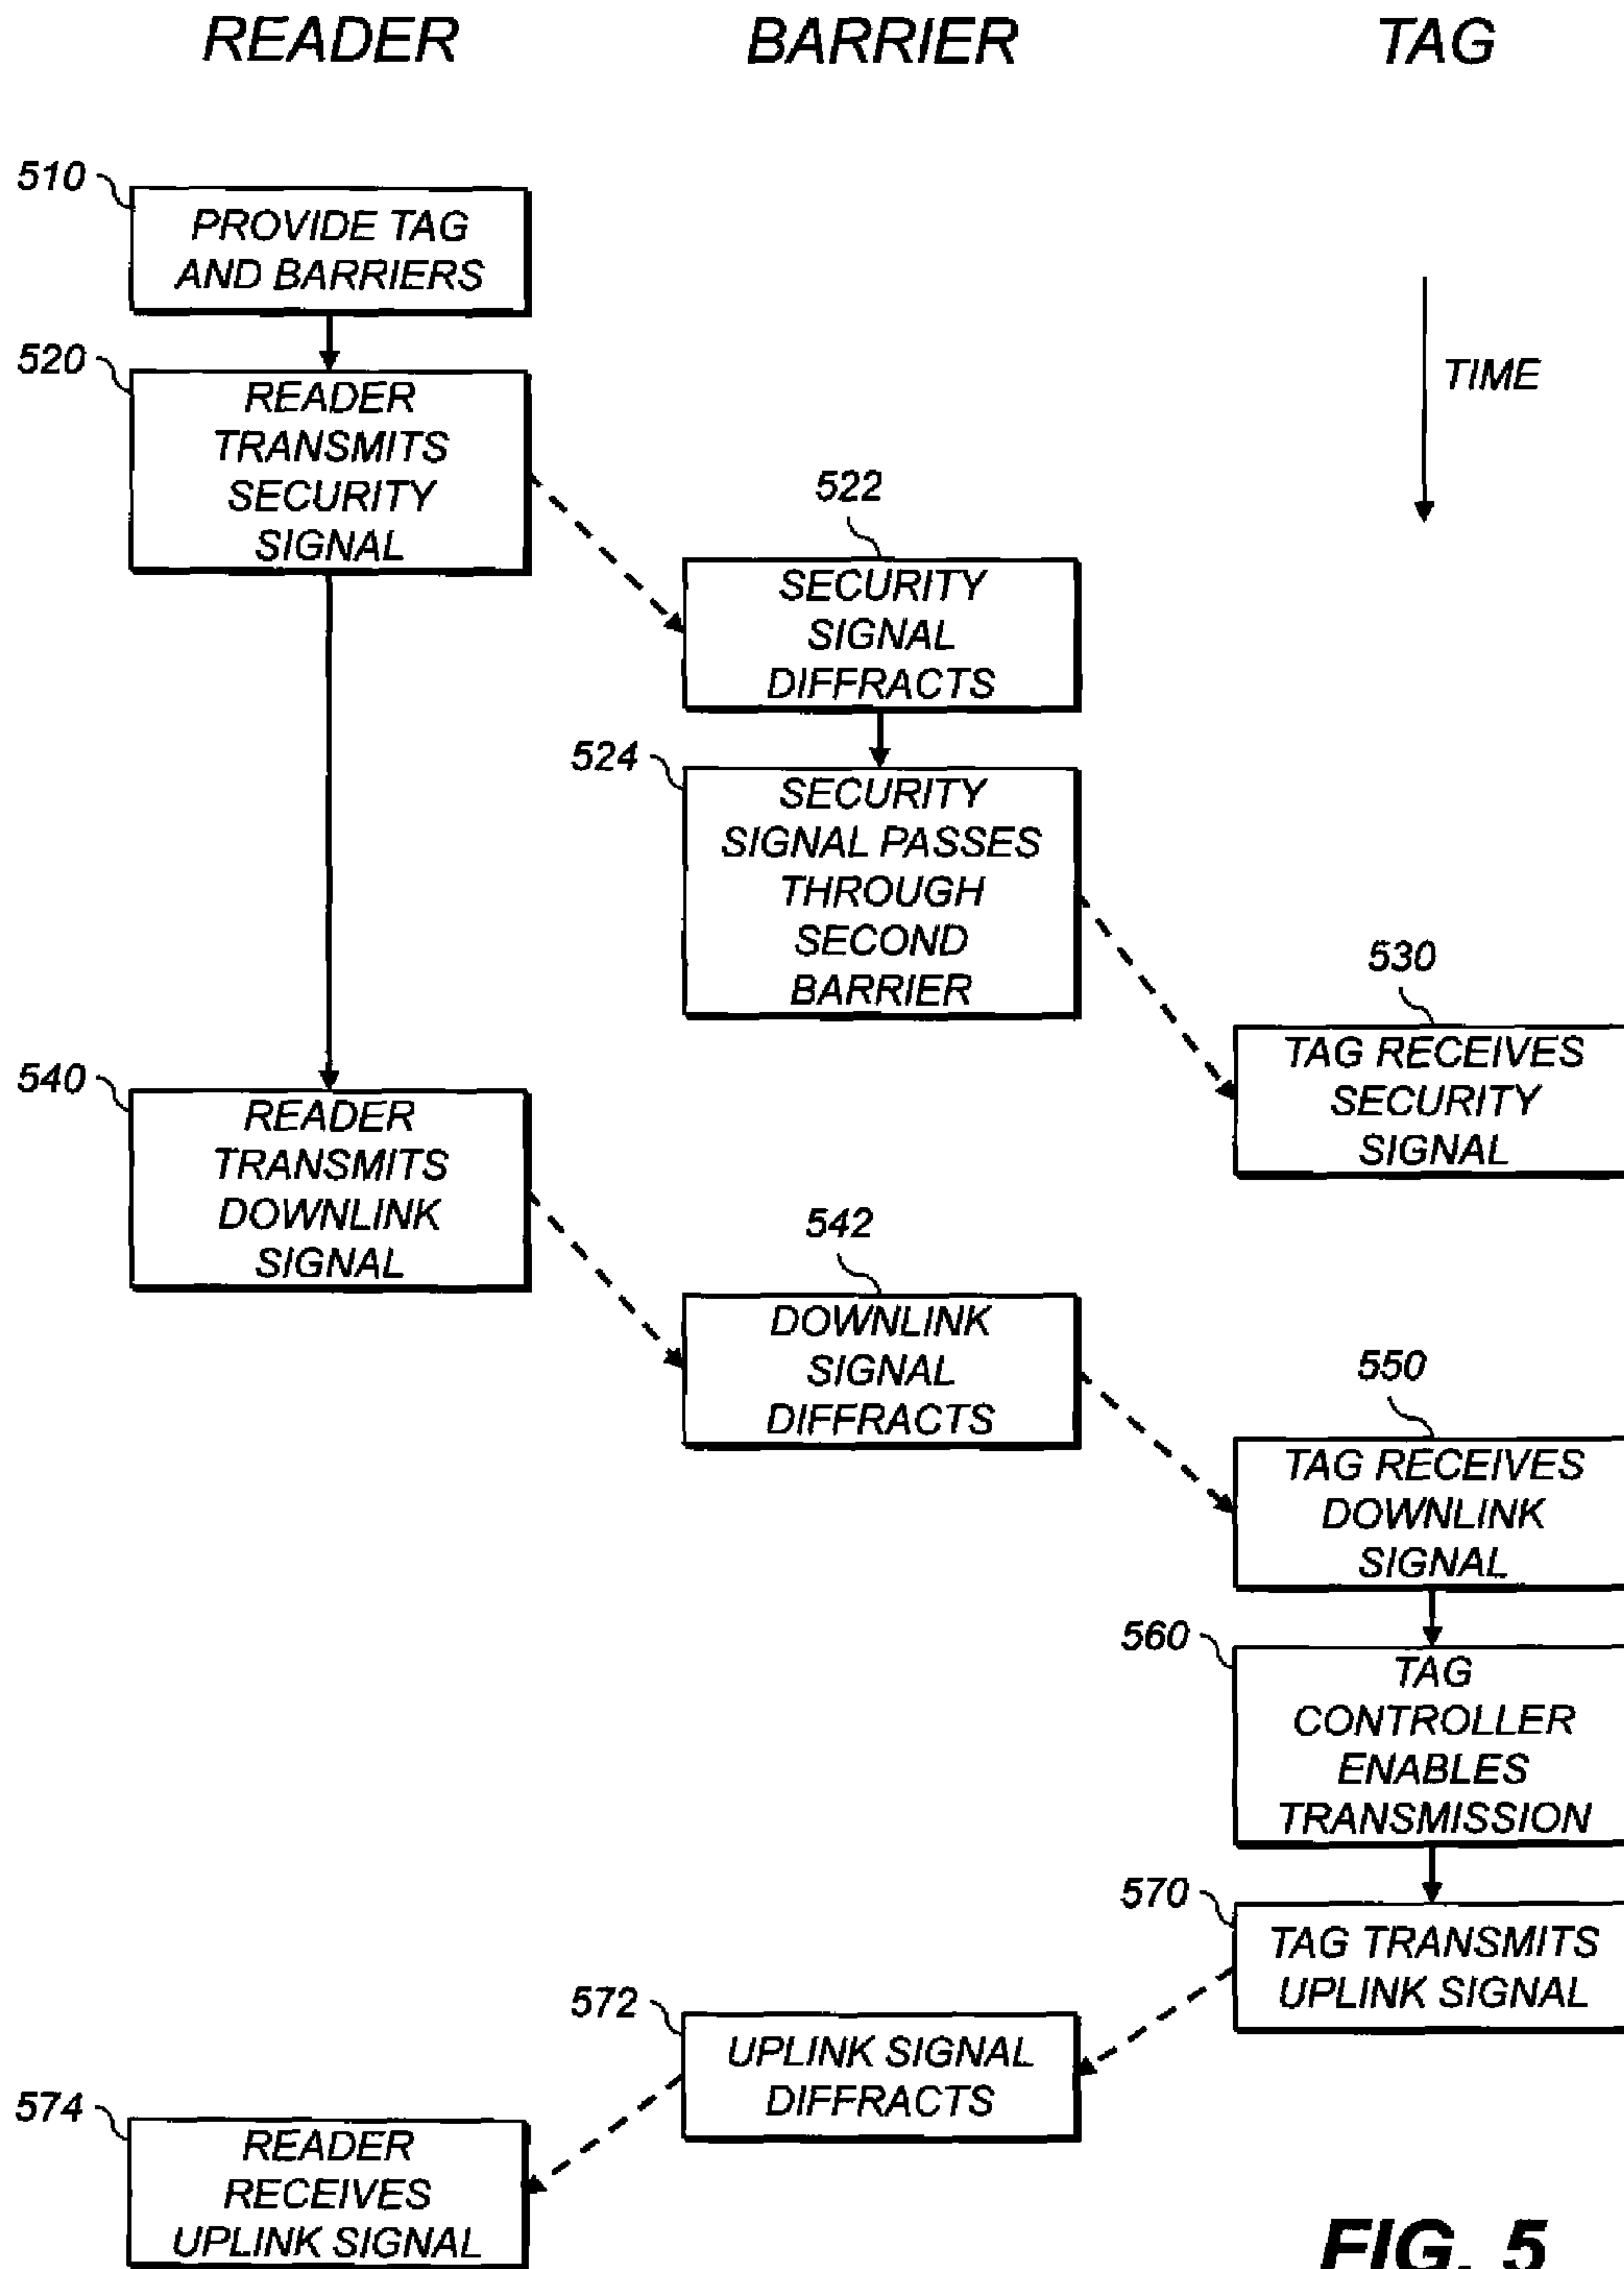 READER
BARRIER
TAG
510
PROVIDE TAG
AND BARRIERS
TIME
520
READER
TRANSMITS
SECURITY
SIGNAL
522
SECURITY
SIGNAL
DIFFRACTS
524
SECURITY
SIGNAL PASSES
THROUGH
SECOND
BARRIER
530
TAG RECEIVES
SECURITY
SIGNAL
540
READER
TRANSMITS
DOWNLINK
SIGNAL
542
DOWNLINK
SIGNAL
DIFFRACTS
550
TAG RECEIVES
DOWNLINK
SIGNAL
560
TAG
CONTROLLER
ENABLES
TRANSMISSION
570
TAG TRANSMITS
UPLINK SIGNAL
572
UPLINK SIGNAL
DIFFRACTS
574
READER
RECEIVES
UPLINK SIGNAL
FIG. 5